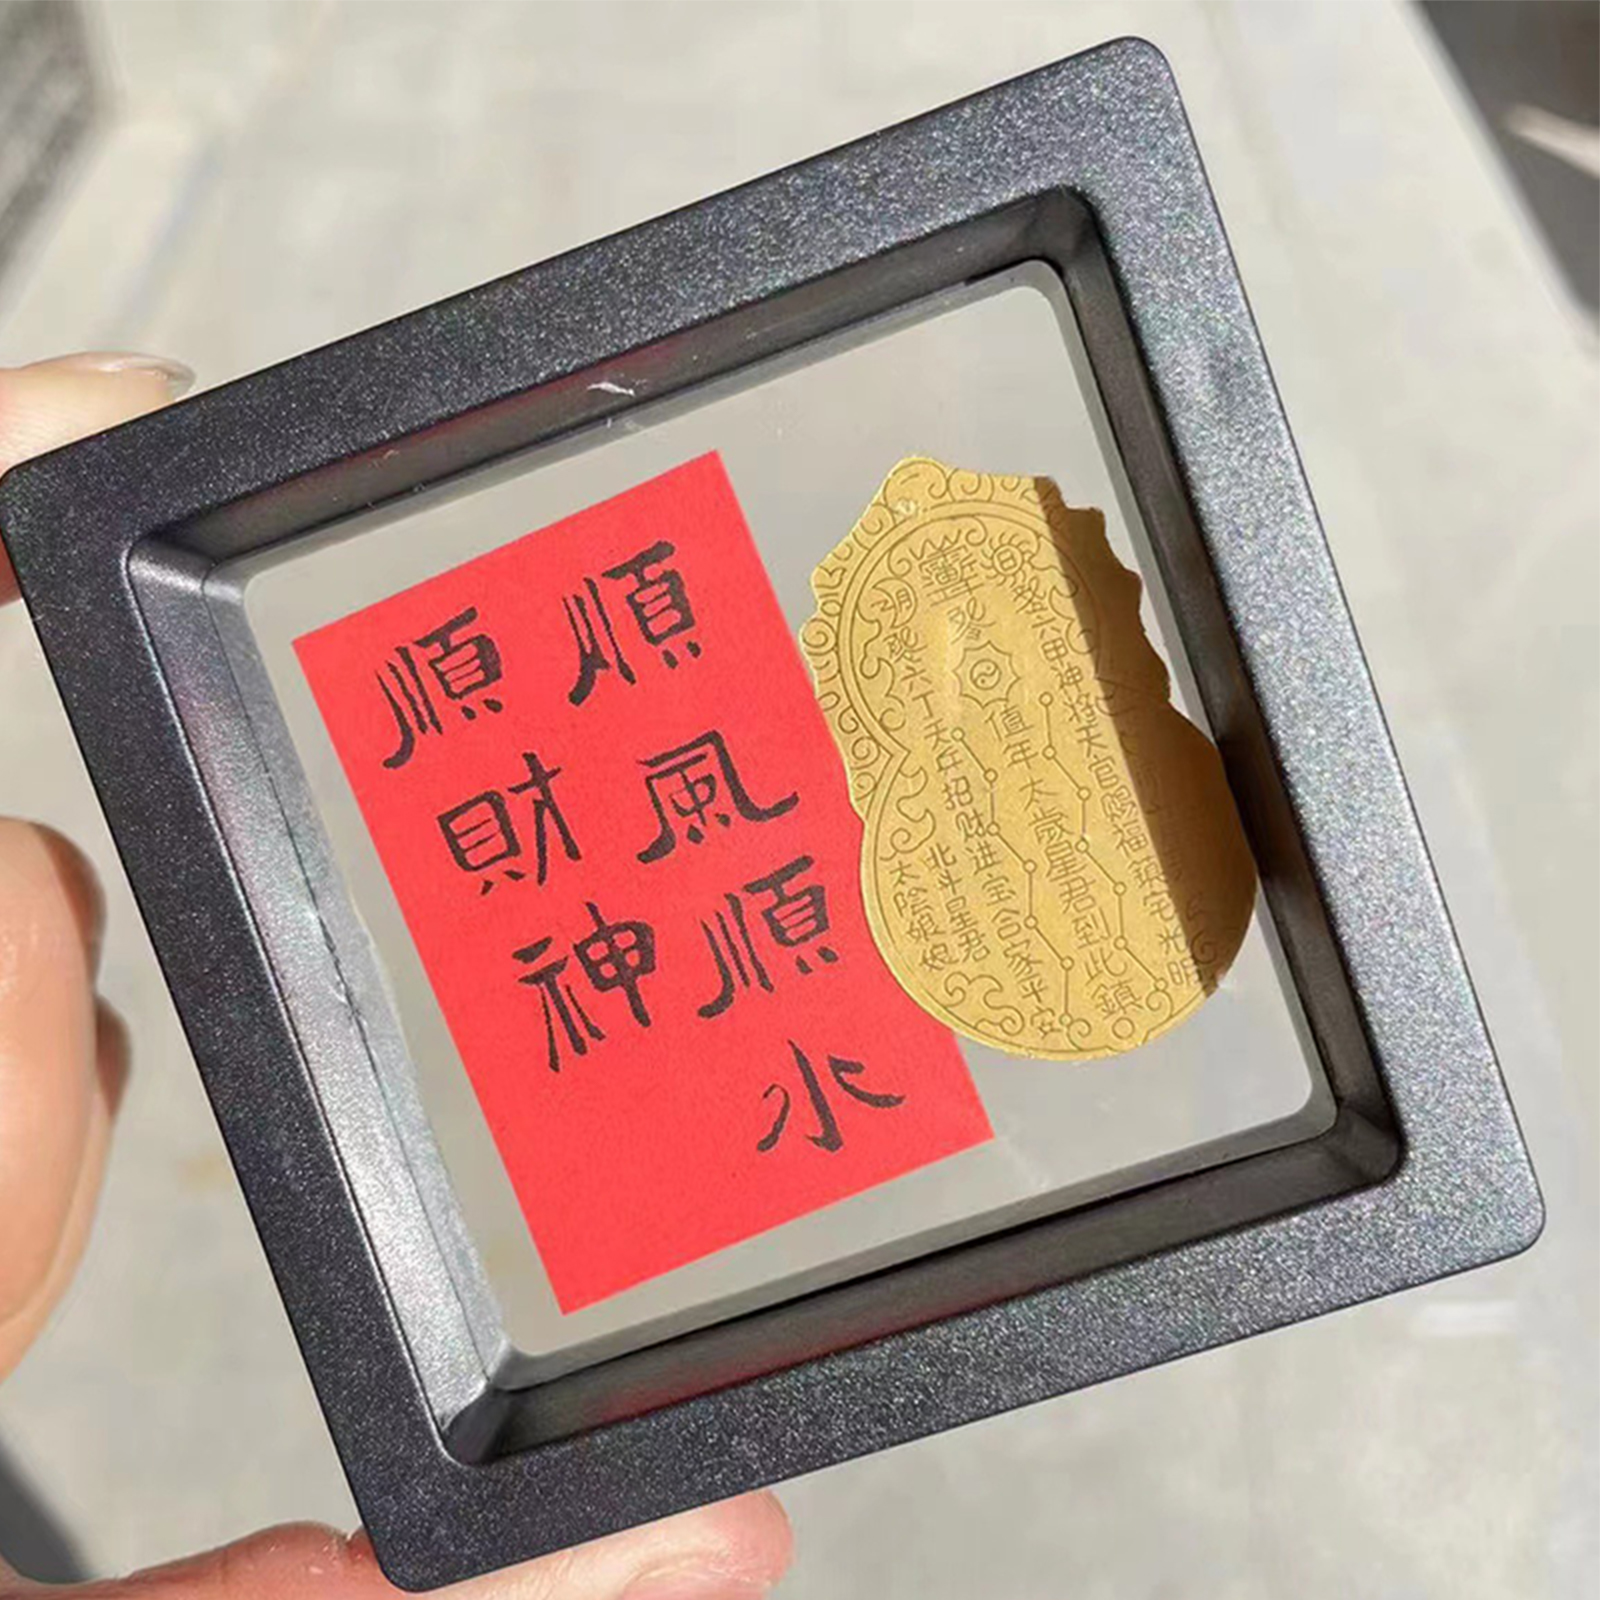 順風順水
順財神
六甲神将天官賜福鎮宅光明
值年太歲星君到此鎮
六丁天兵招财进宝合家平安
北斗星君
太陰娘娘